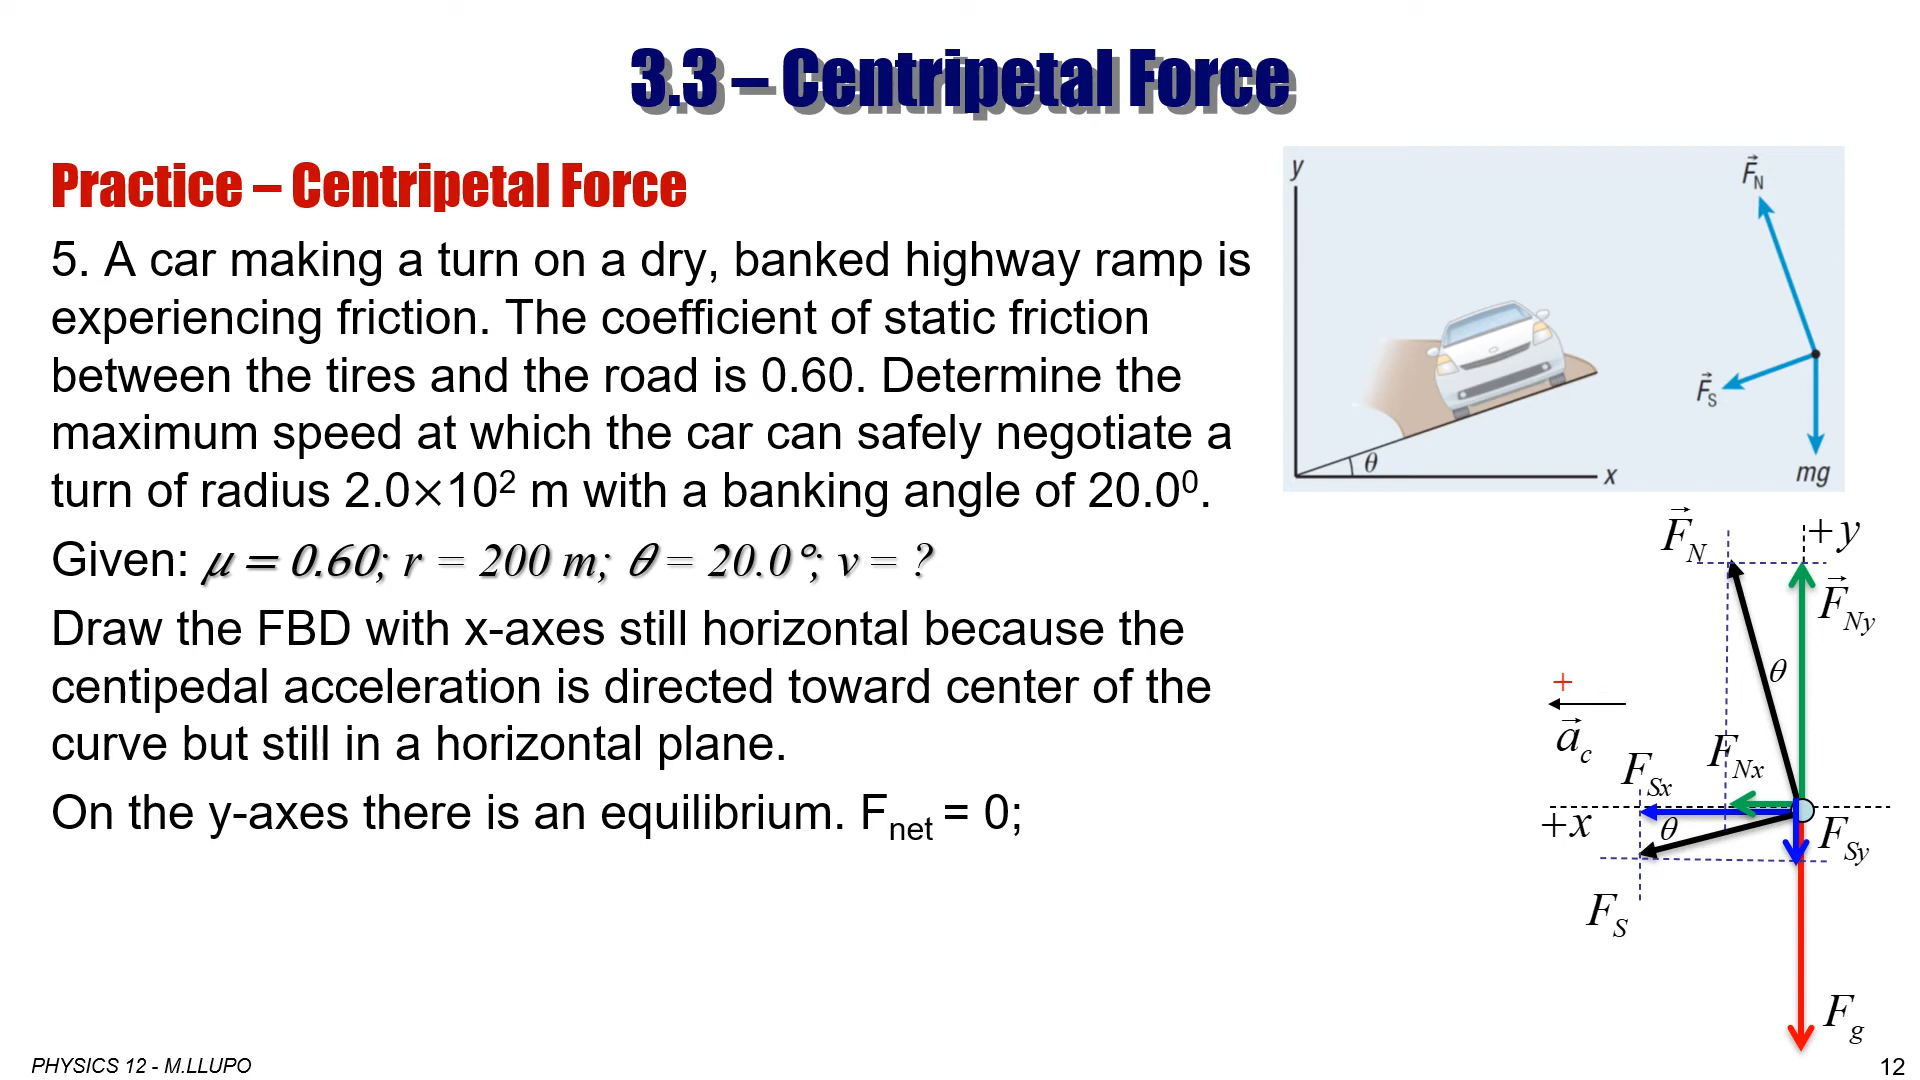 3.3 – Centripetal Force
Practice – Centripetal Force
5. A car making a turn on a dry, banked highway ramp is
experiencing friction. The coefficient of static friction
between the tires and the road is 0.60. Determine the
maximum speed at which the car can safely negotiate a
turn of radius 2.0×10² m with a banking angle of 20.0⁰.
Given: μ = 0.60; r = 200 m; θ = 20.0°; v = ?
Draw the FBD with x-axes still horizontal because the
centipedal acceleration is directed toward center of the
curve but still in a horizontal plane.
On the y-axes there is an equilibrium. Fnet = 0;
y
F⃗N
F⃗S
θ
x
mg
F⃗N
+y
F⃗Ny
θ
+
a⃗c
FNx
FSx
+x
θ
FSy
FS
Fg
PHYSICS 12 - M.LLUPO
12